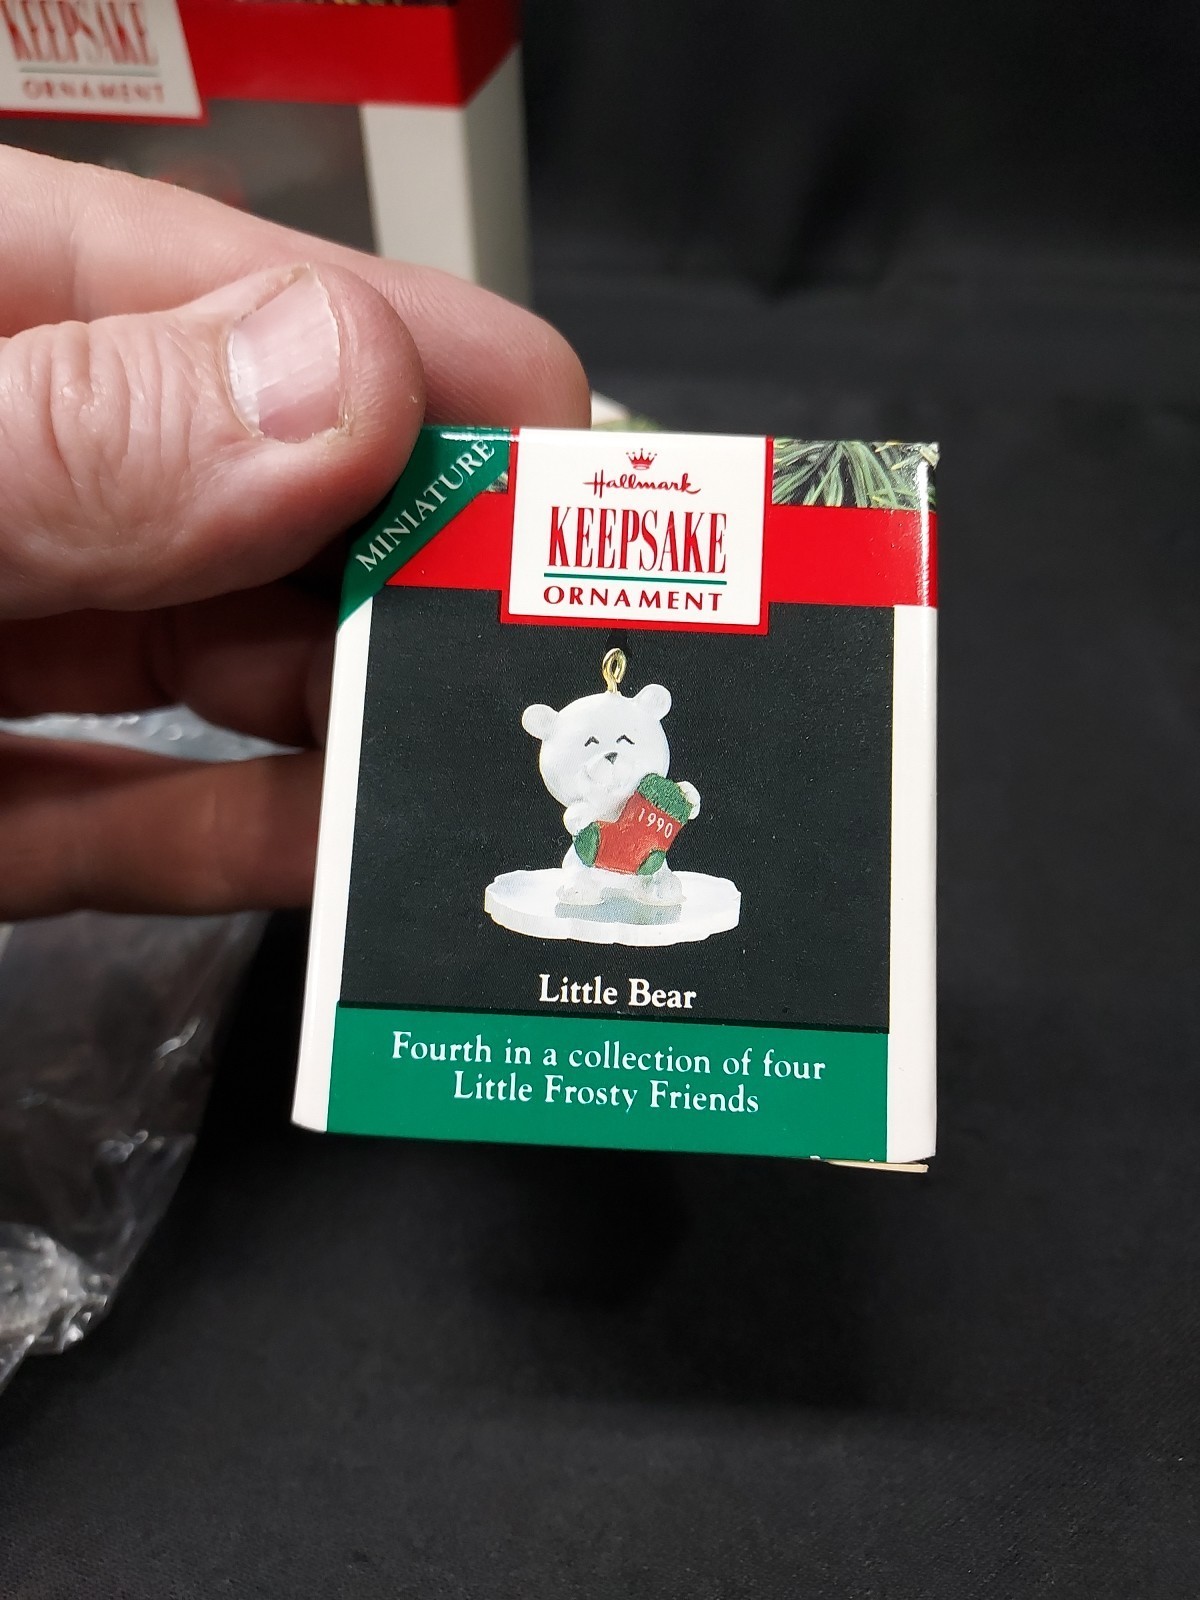 KEEPSAKE
ORNAMENT
MINIATURE
Hallmark
KEEPSAKE
ORNAMENT
1990
Little Bear
Fourth in a collection of four
Little Frosty Friends